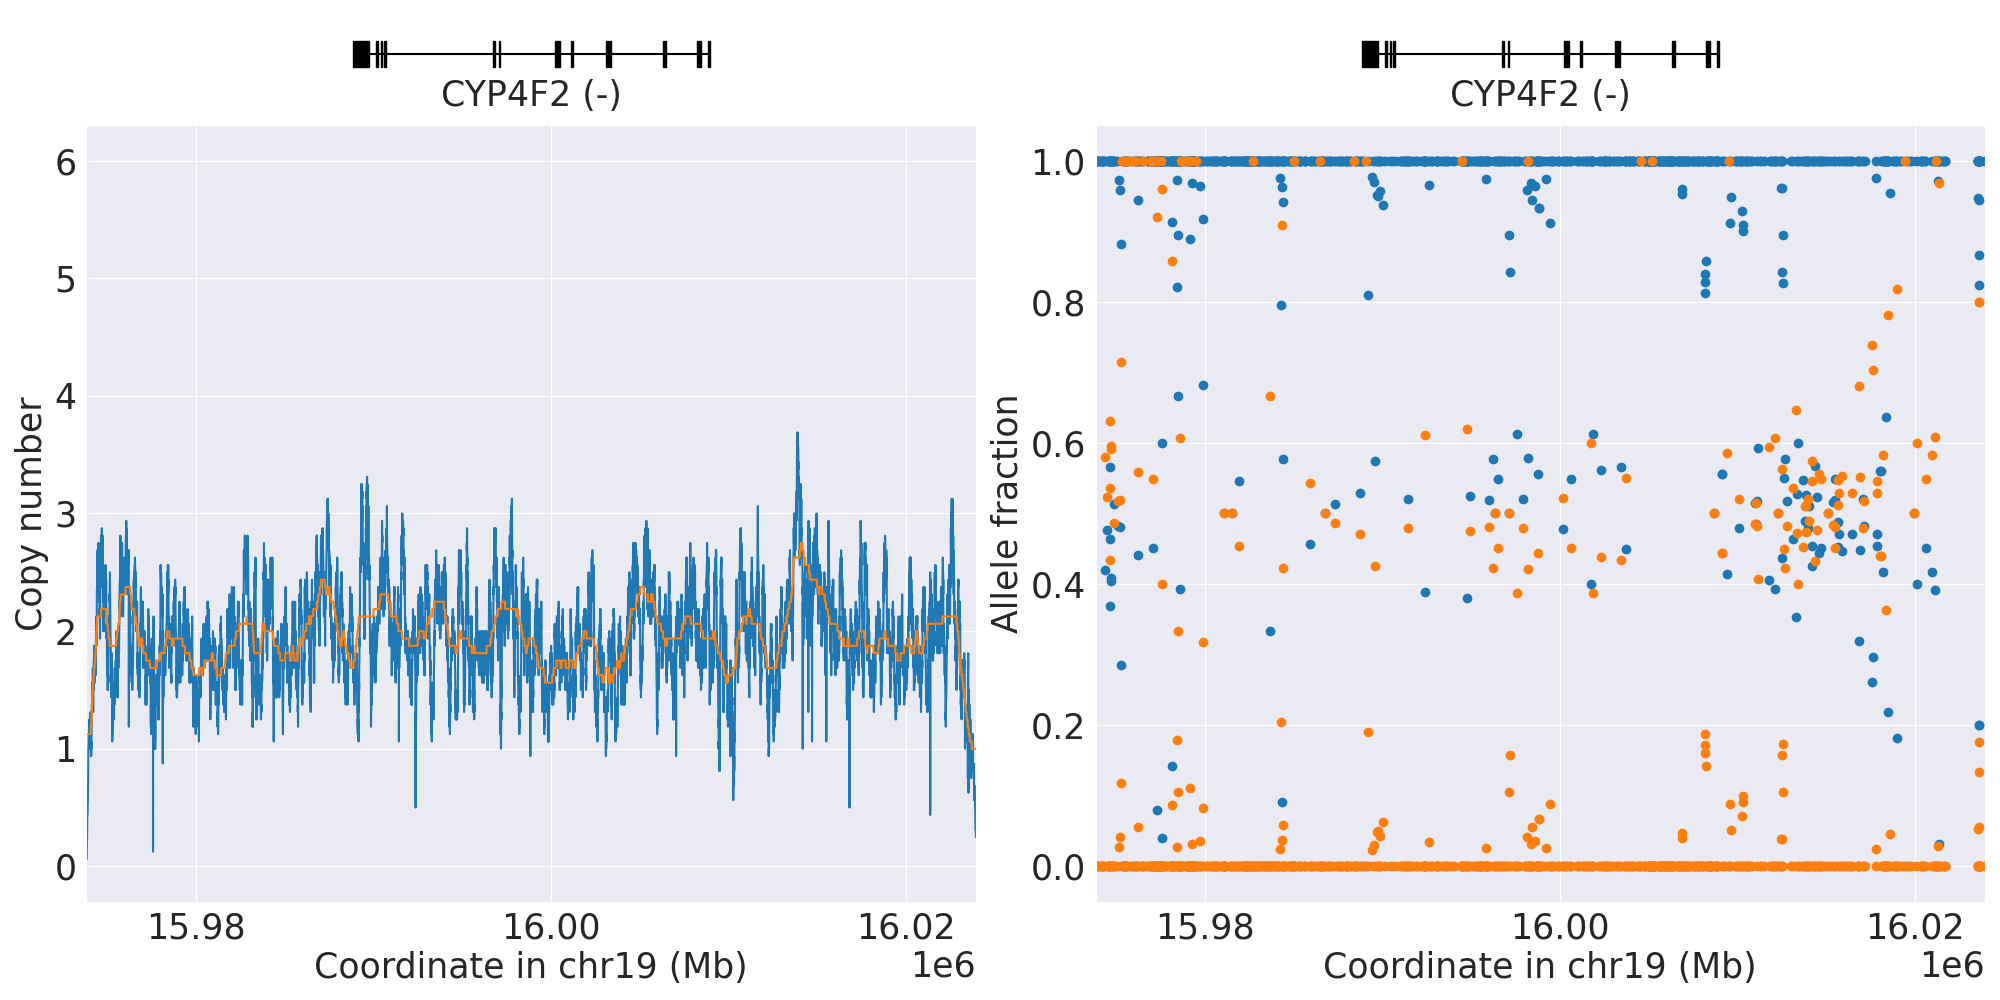 CYP4F2 (-)
6
5
4
3
2
1
0
Copy number
15.98
16.00
16.02
Coordinate in chr19 (Mb)
1e6
CYP4F2 (-)
1.0
0.8
0.6
0.4
0.2
0.0
Allele fraction
15.98
16.00
16.02
Coordinate in chr19 (Mb)
1e6